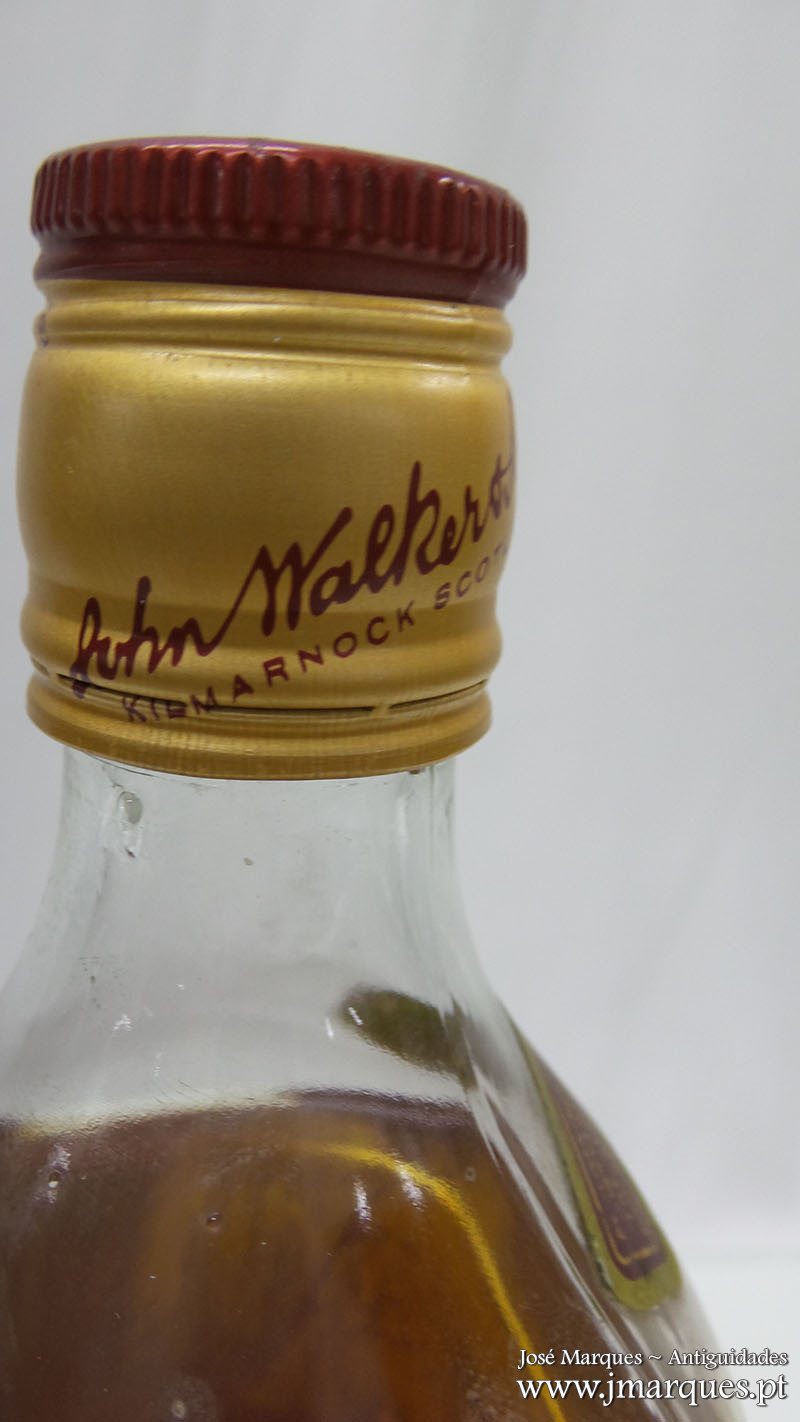 John Walker &
KILMARNOCK SCOT
José Marques ~ Antiguidades
www.jmarques.pt